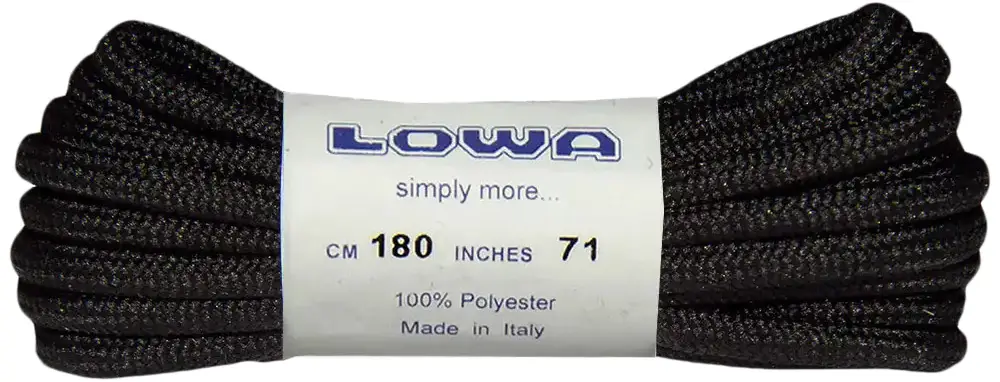 LOWA
simply more...
CM 180 INCHES 71
100% Polyester
Made in Italy